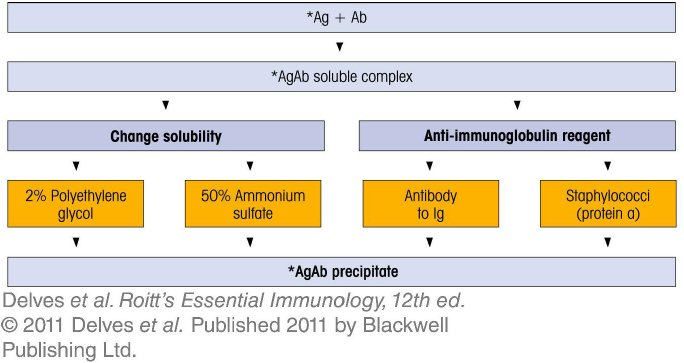 *Ag + Ab
*AgAb soluble complex
Change solubility
Anti-immunoglobulin reagent
2% Polyethylene
glycol
50% Ammonium
sulfate
Antibody
to Ig
Staphylococci
(protein α)
*AgAb precipitate
Delves et al. Roitt's Essential Immunology, 12th ed.
© 2011 Delves et al. Published 2011 by Blackwell
Publishing Ltd.